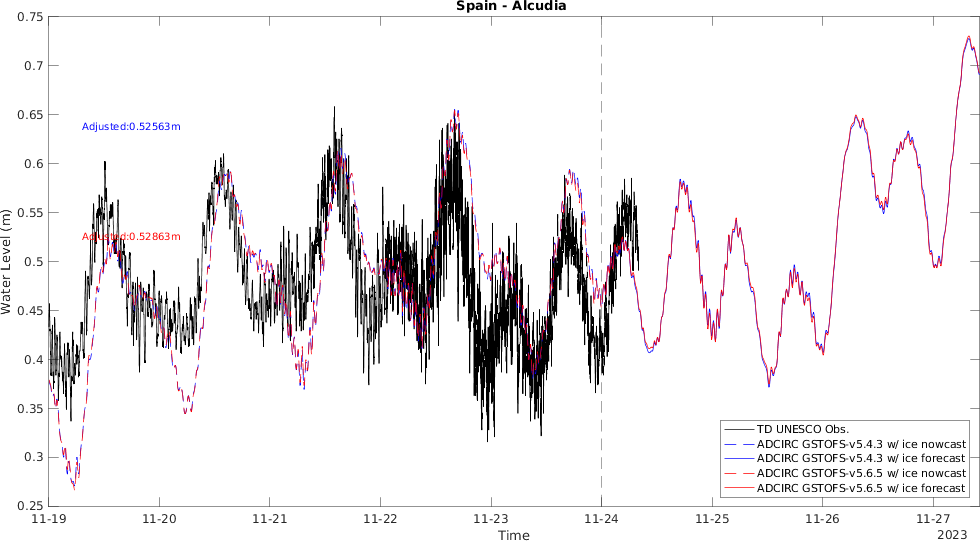 Spain - Alcudia
0.75
0.7
0.65
0.6
0.55
0.5
0.45
0.4
0.35
0.3
0.25
Water Level (m)
Adjusted:0.52563m
Adjusted:0.52863m
TD UNESCO Obs.
ADCIRC GSTOFS-v5.4.3 w/ ice nowcast
ADCIRC GSTOFS-v5.4.3 w/ ice forecast
ADCIRC GSTOFS-v5.6.5 w/ ice nowcast
ADCIRC GSTOFS-v5.6.5 w/ ice forecast
11-19 11-20 11-21 11-22 11-23 11-24 11-25 11-26 11-27
Time
2023